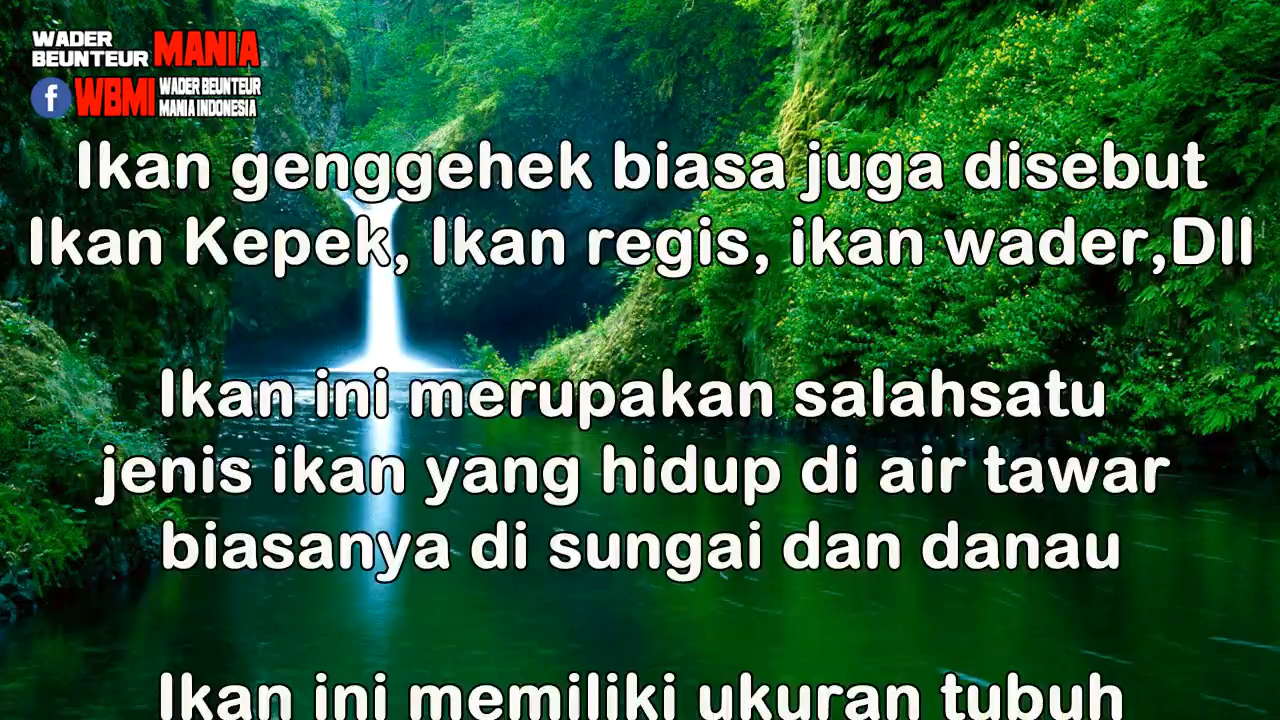 WADER
BEUNTEUR MANIA
f WBMI WADER BEUNTEUR
MANIA INDONESIA
Ikan genggehek biasa juga disebut
Ikan Kepek, Ikan regis, ikan wader,Dll
Ikan ini merupakan salahsatu
jenis ikan yang hidup di air tawar
biasanya di sungai dan danau
Ikan ini memiliki ukuran tubuh